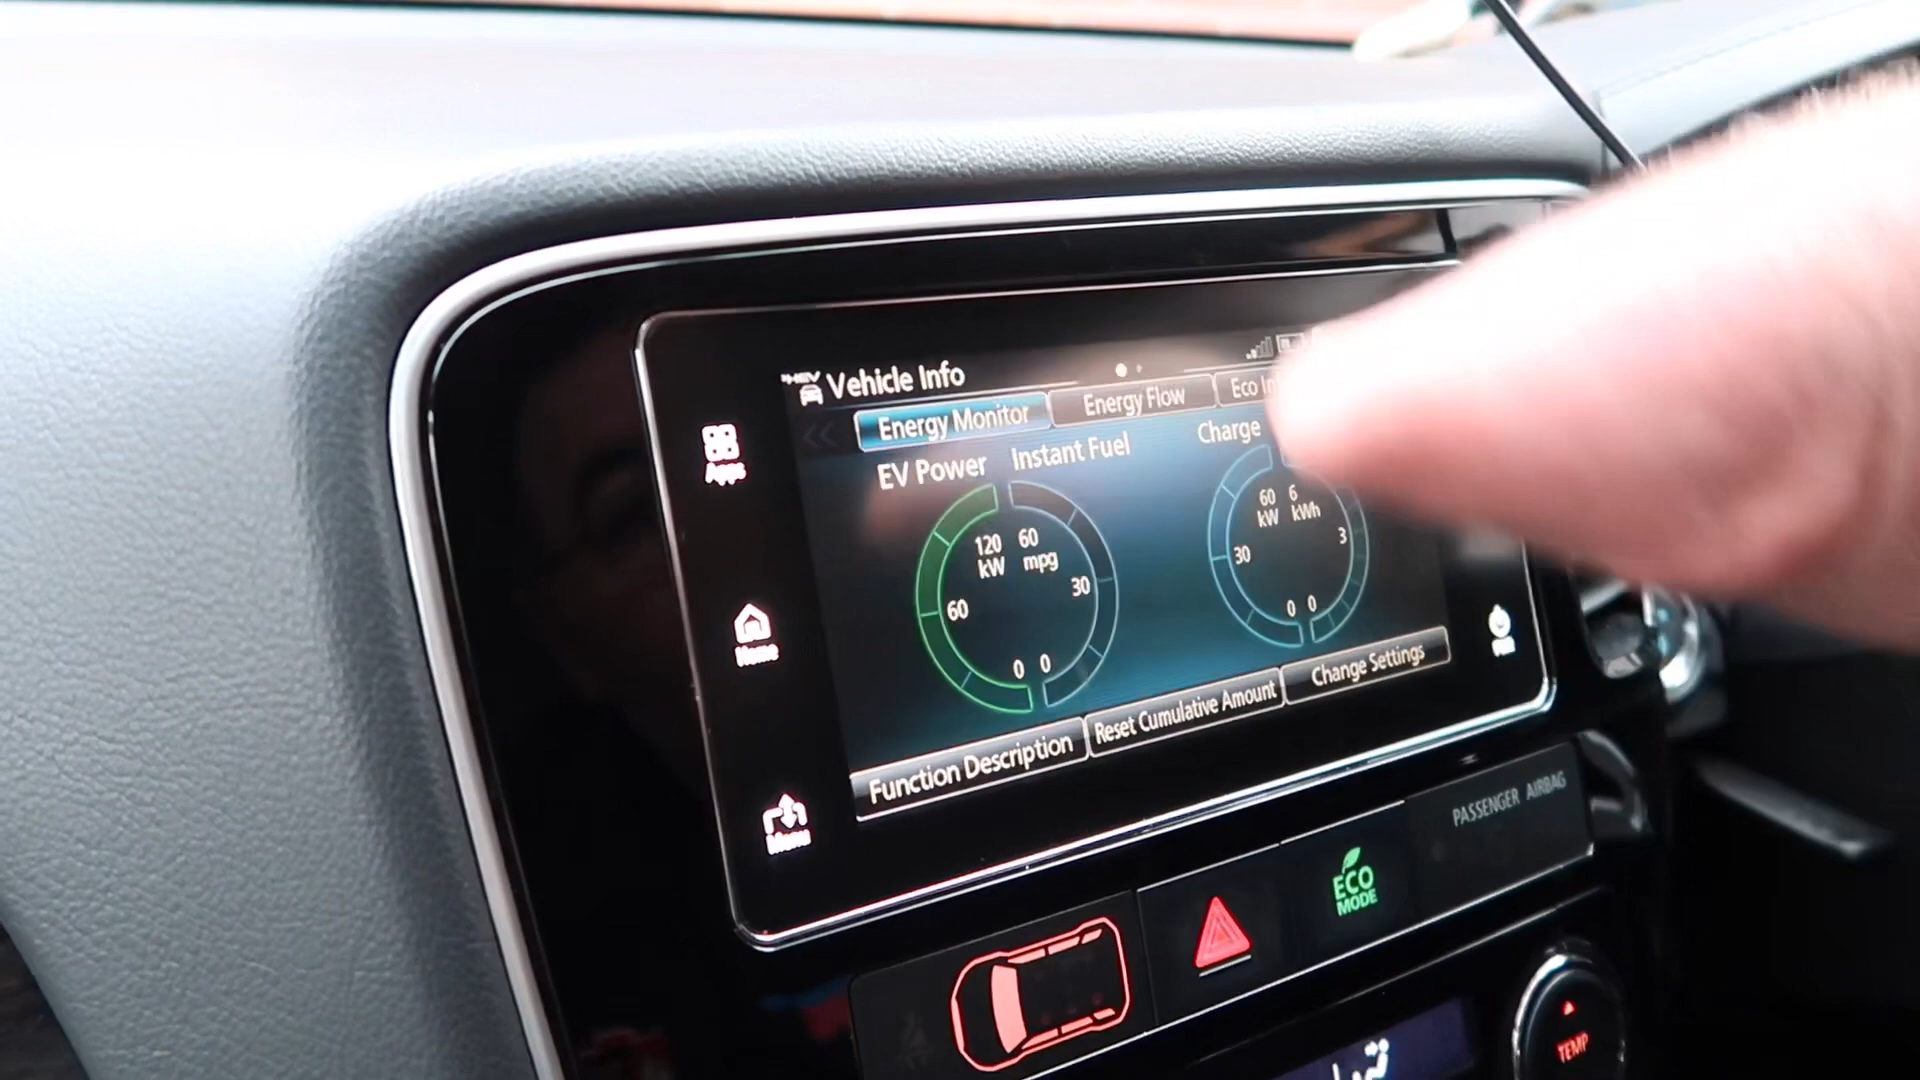 PHEV Vehicle Info
Energy Monitor Energy Flow Eco
EV Power Instant Fuel Charge
120 60
kW mpg
60 30
0 0
60 6
kW kWh
30 3
0 0
Function Description Reset Cumulative Amount Change Settings
Apps
Home
Menu
PASSENGER AIRBAG
ECO
MODE
TEMP